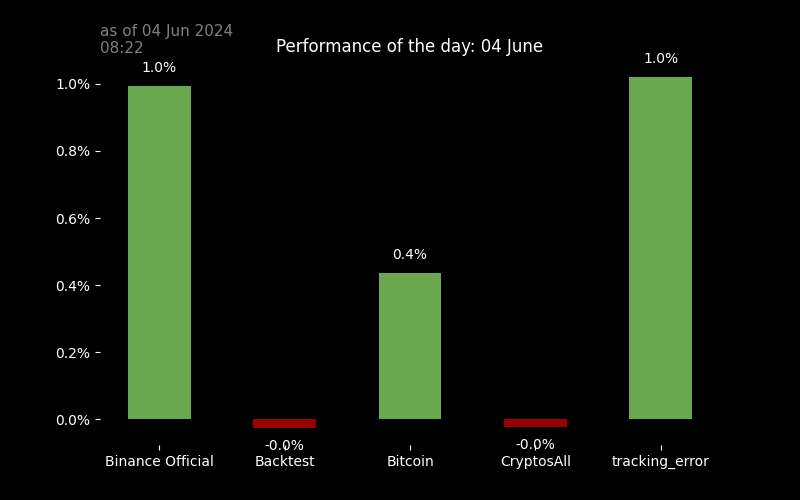 as of 04 Jun 2024
08:22
Performance of the day: 04 June
1.0%
1.0%
1.0%
0.8%
0.6%
0.4%
0.4%
0.2%
0.0%
-0.0%
-0.0%
Binance Official
Backtest
Bitcoin
CryptosAll
tracking_error